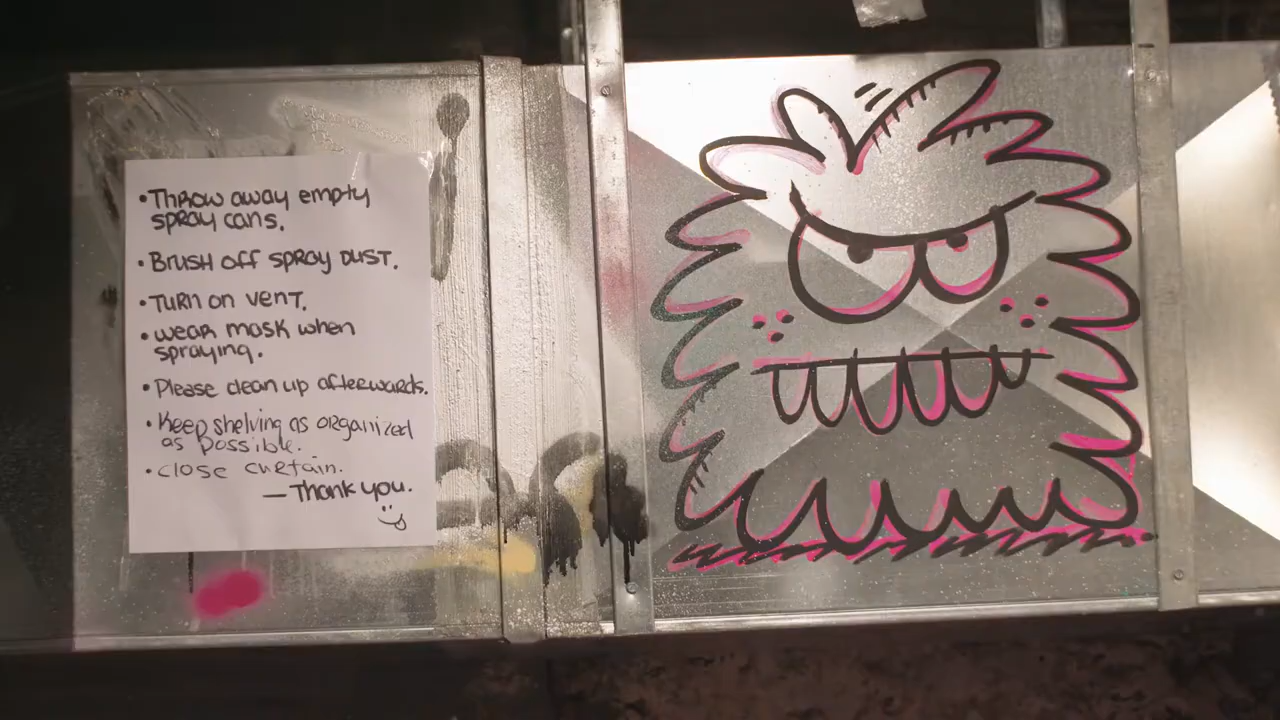 • THROW away empty
spray cans.
• BRUSH off SPRAY DUST.
• TURN ON VENT.
• wear mask when
spraying.
• Please clean up afterwards.
• Keep shelving as organized
as possible.
• close curtain.
— Thank you.